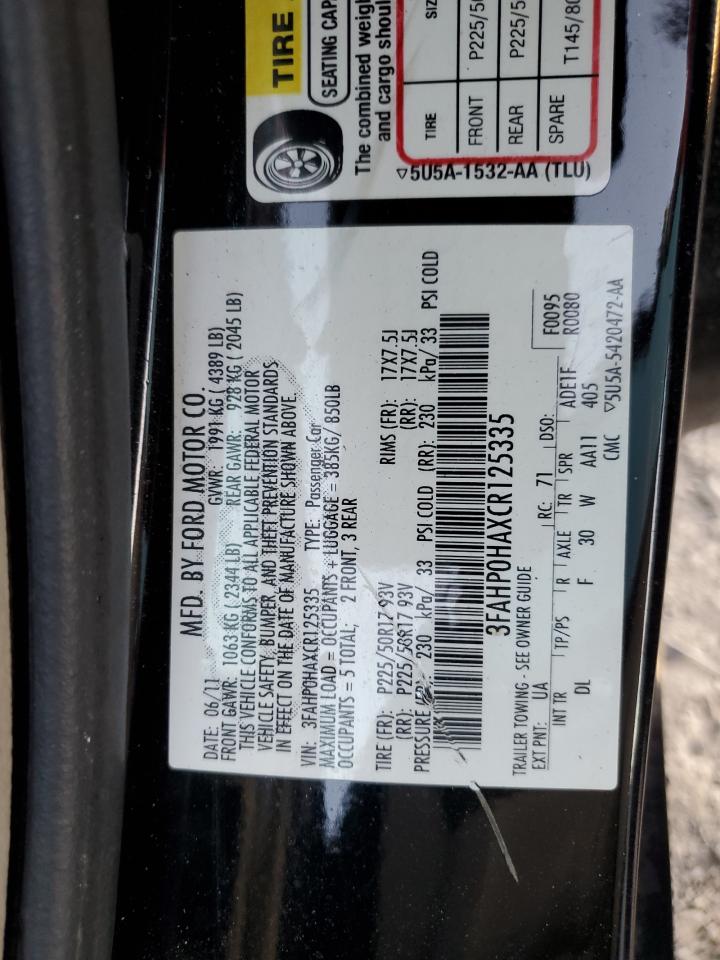 TIRE
SEATING CAP
The combined weigh
and cargo shoul
TIRE SIZ
FRONT P225/50
REAR P225/5
SPARE T145/80
▽5U5A-1532-AA (TLU)
MFD. BY FORD MOTOR CO.
DATE: 06/11 GVWR: 1991 KG ( 4389 LB)
FRONT GAWR: 1063 KG ( 2344 LB) REAR GAWR: 928 KG ( 2045 LB)
THIS VEHICLE CONFORMS TO ALL APPLICABLE FEDERAL MOTOR
VEHICLE SAFETY, BUMPER, AND THEFT PREVENTION STANDARDS
IN EFFECT ON THE DATE OF MANUFACTURE SHOWN ABOVE.
VIN: 3FAHP0HAXCR125335 TYPE: Passenger Car
MAXIMUM LOAD = OCCUPANTS + LUGGAGE = 385KG/ 850LB
OCCUPANTS = 5 TOTAL; 2 FRONT, 3 REAR
TIRE (FR): P225/50R17 93V RIMS (FR): 17X7.5J
(RR): P225/50R17 93V (RR): 17X7.5J
PRESSURE 230 kPa/ 33 PSI COLD (RR): 230 kPa/ 33 PSI COLD
3FAHP0HAXCR125335
TRAILER TOWING - SEE OWNER GUIDE
EXT PNT: UA RC: 71 DSO: F0095
R0080
INT TR TP/PS R AXLE TR SPR ADETF
DL F 30 W AA11 405
CMC ▽5U5A-5420472-AA